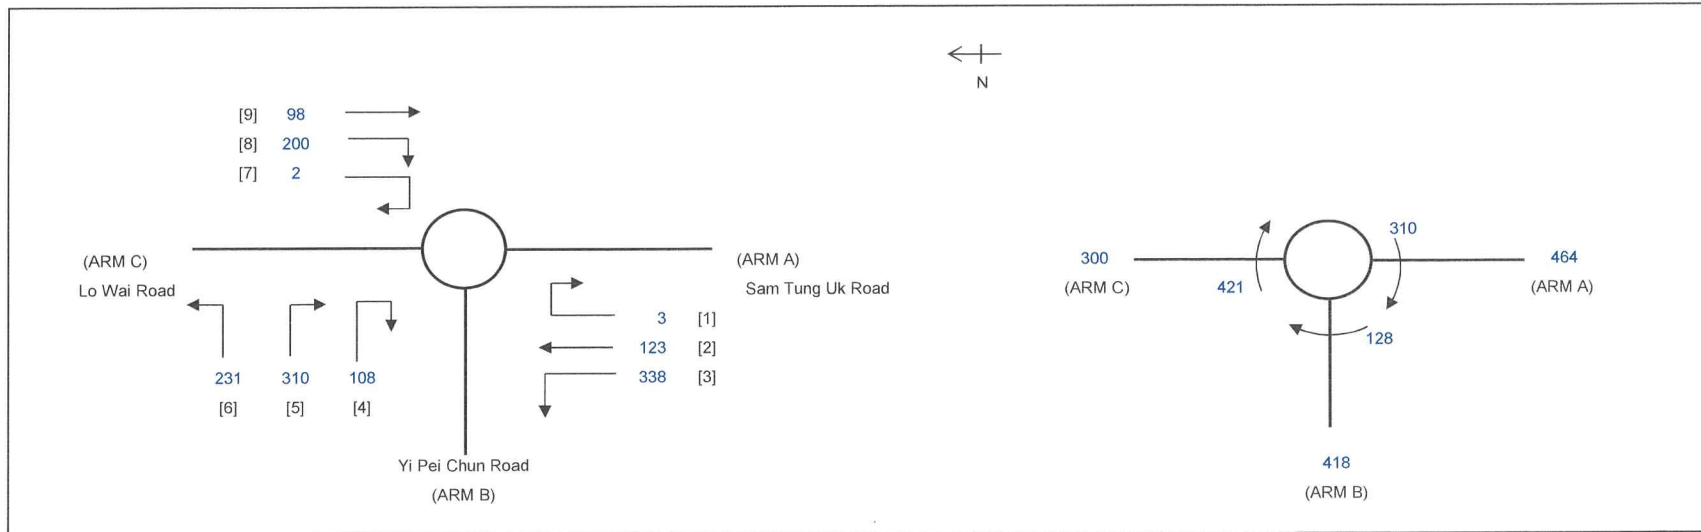 N
[9] 98
[8] 200
[7] 2
(ARM C)
Lo Wai Road
(ARM A)
Sam Tung Uk Road
3 [1]
123 [2]
338 [3]
231 310 108
[6] [5] [4]
Yi Pei Chun Road
(ARM B)
310
300
(ARM C)
421
464
(ARM A)
128
418
(ARM B)